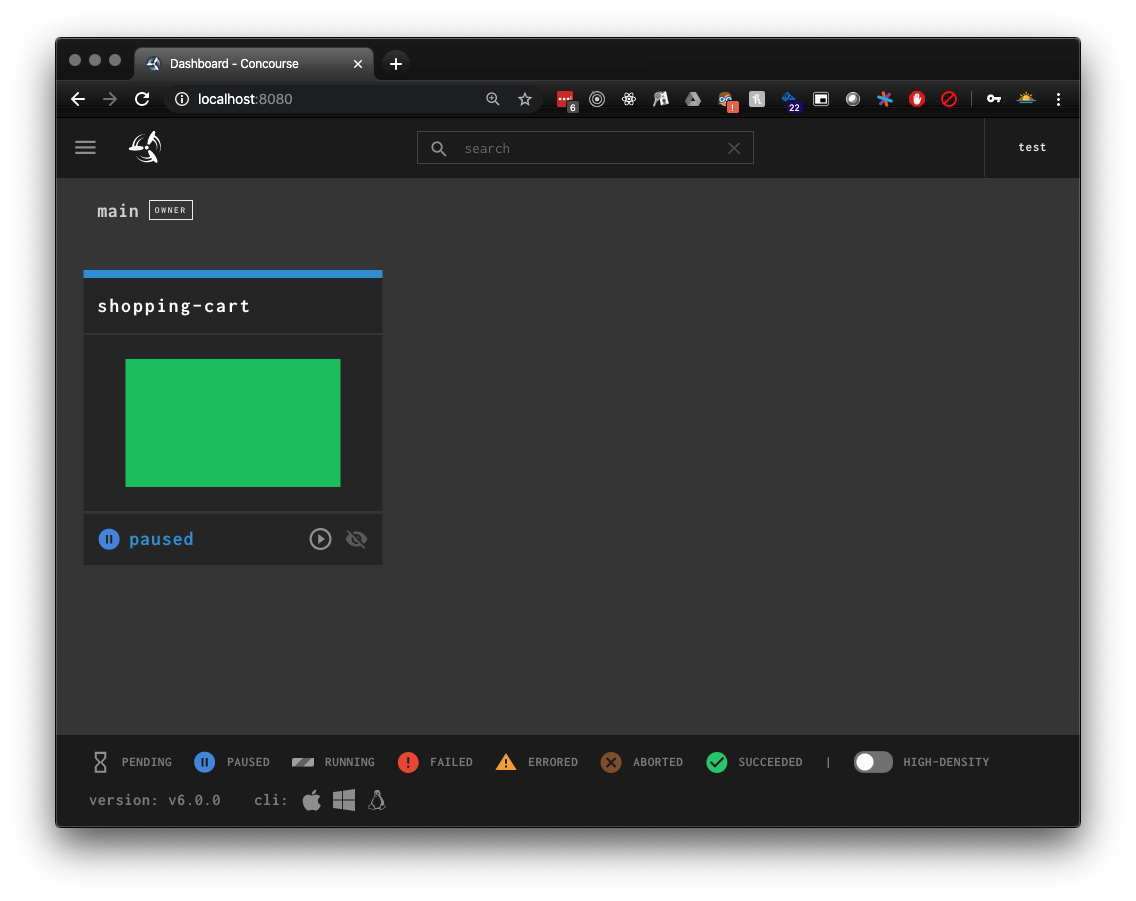 Dashboard - Concourse
localhost:8080
6
!
22
search
test
main OWNER
shopping-cart
paused
PENDING PAUSED RUNNING FAILED ERRORED ABORTED SUCCEEDED | HIGH-DENSITY
version: v6.0.0 cli: